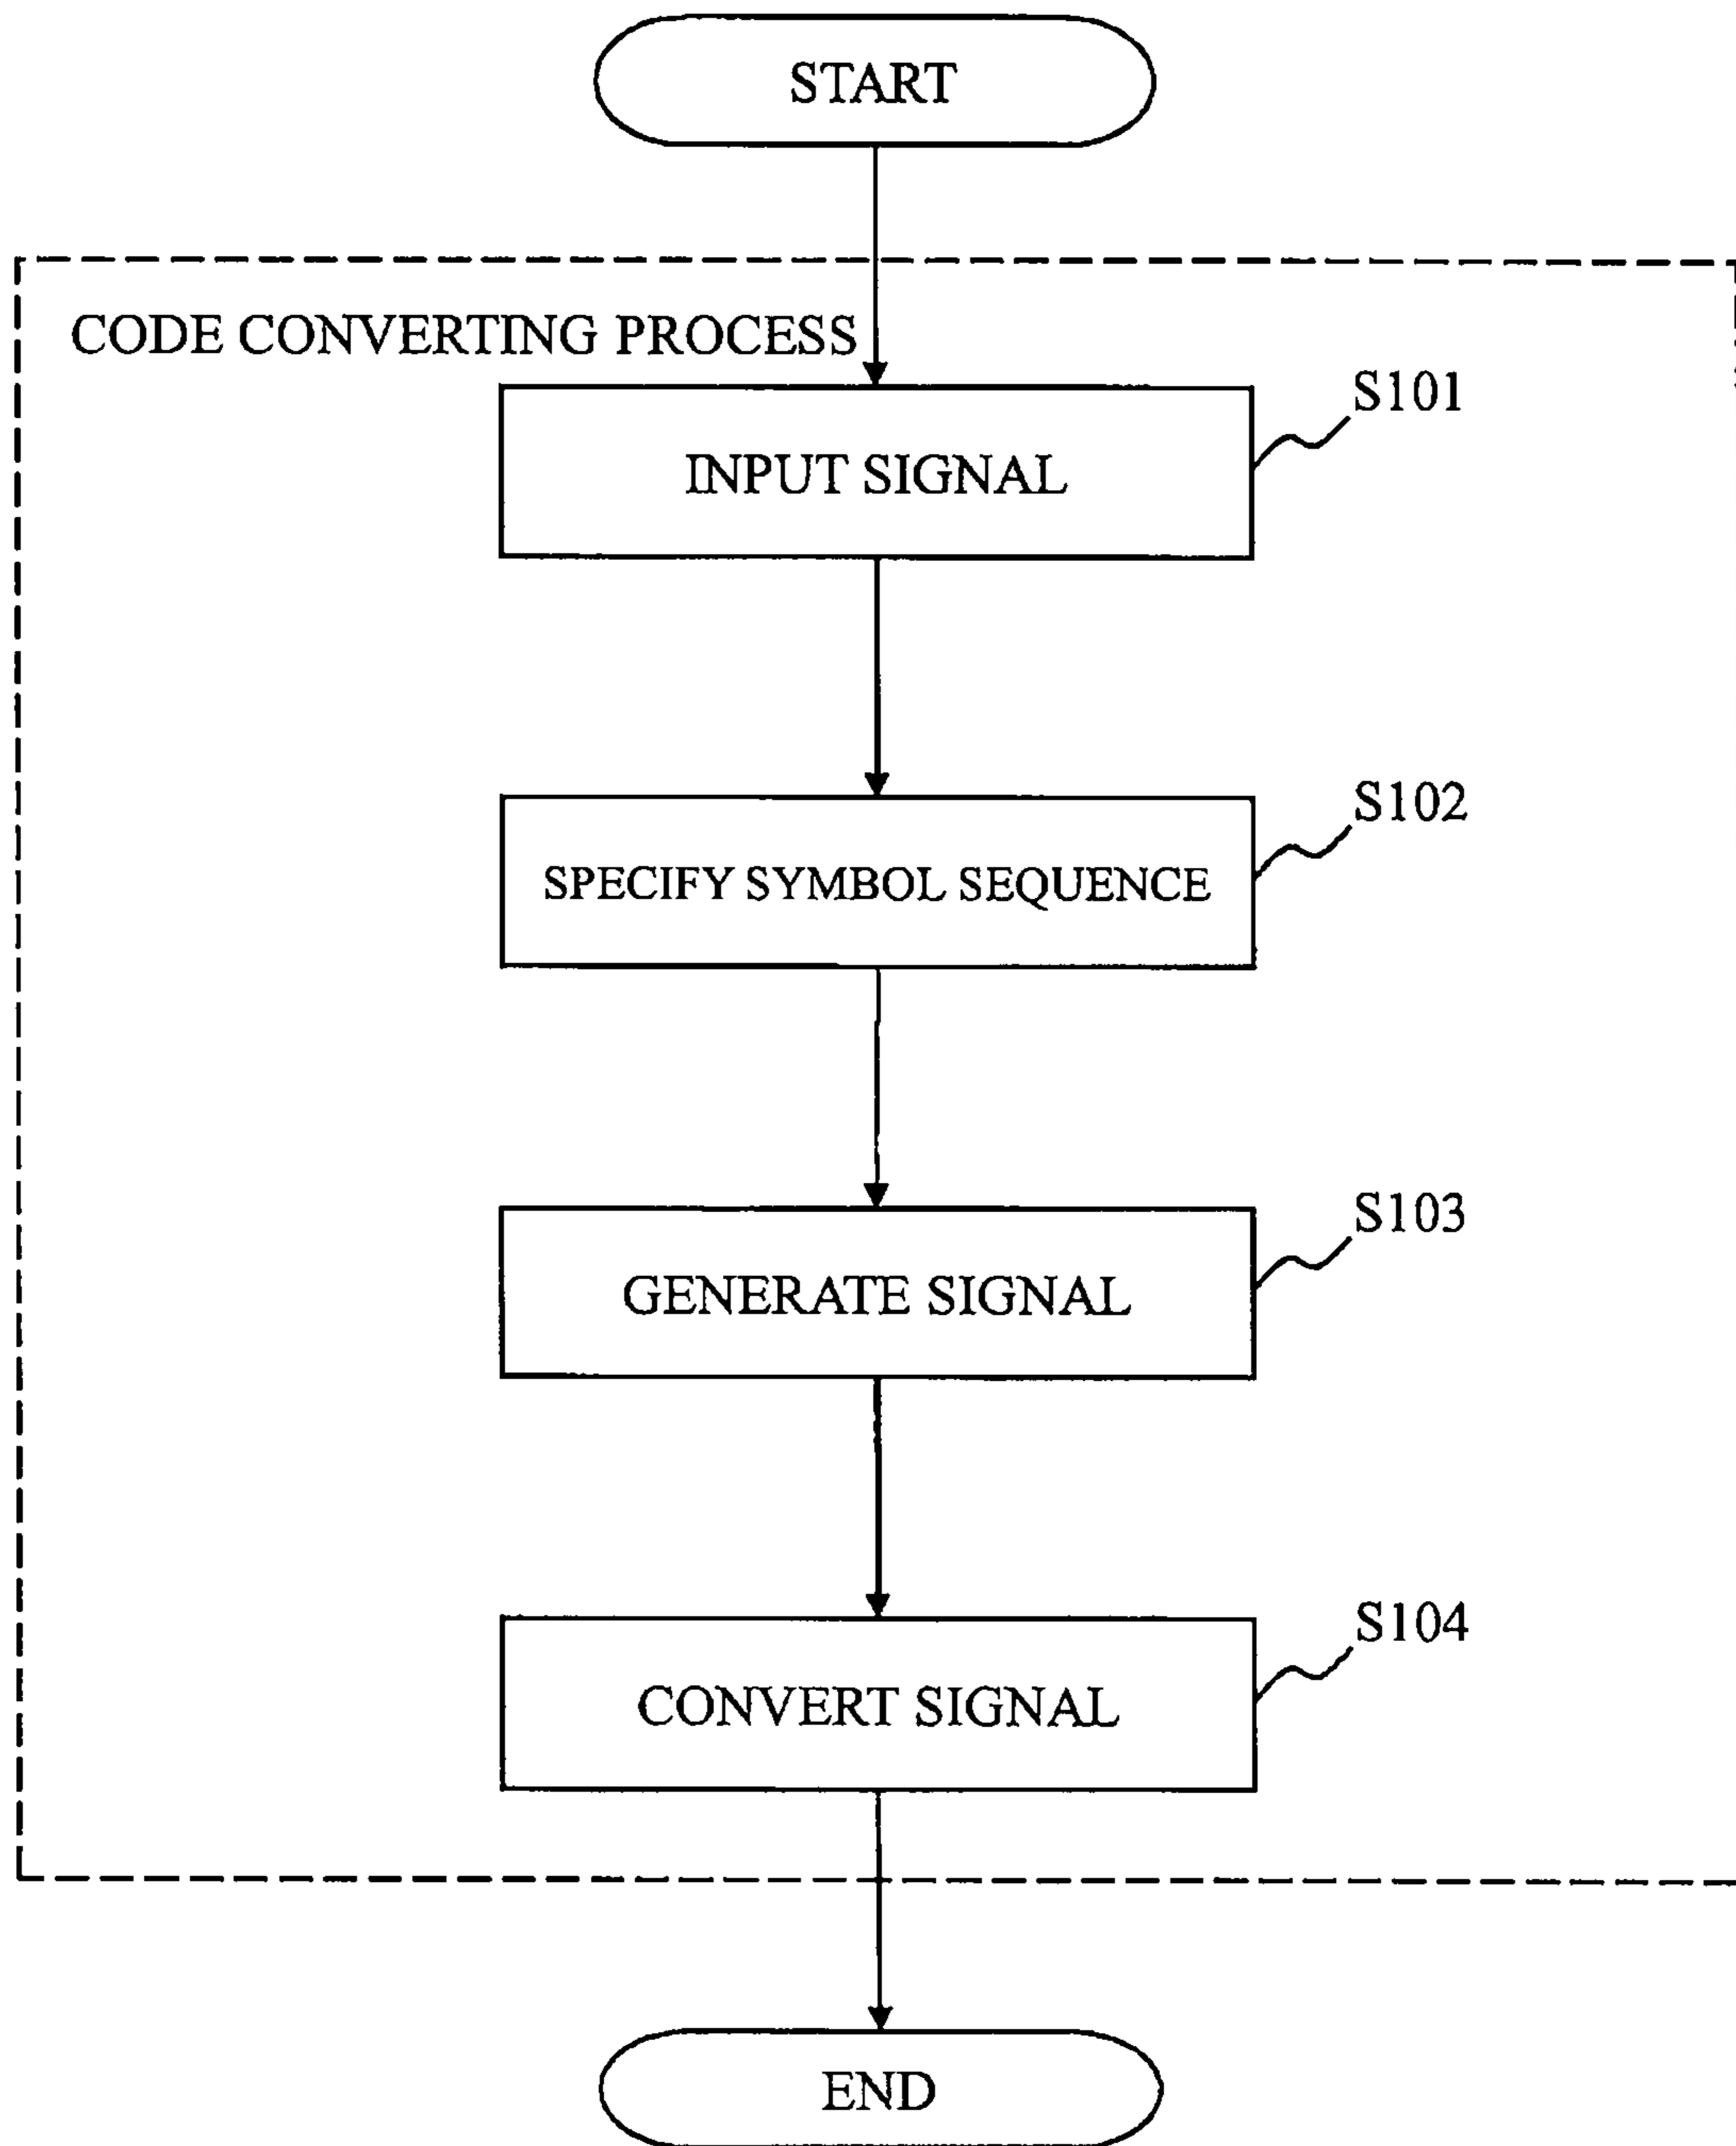 START
CODE CONVERTING PROCESS
S101
INPUT SIGNAL
S102
SPECIFY SYMBOL SEQUENCE
S103
GENERATE SIGNAL
S104
CONVERT SIGNAL
END